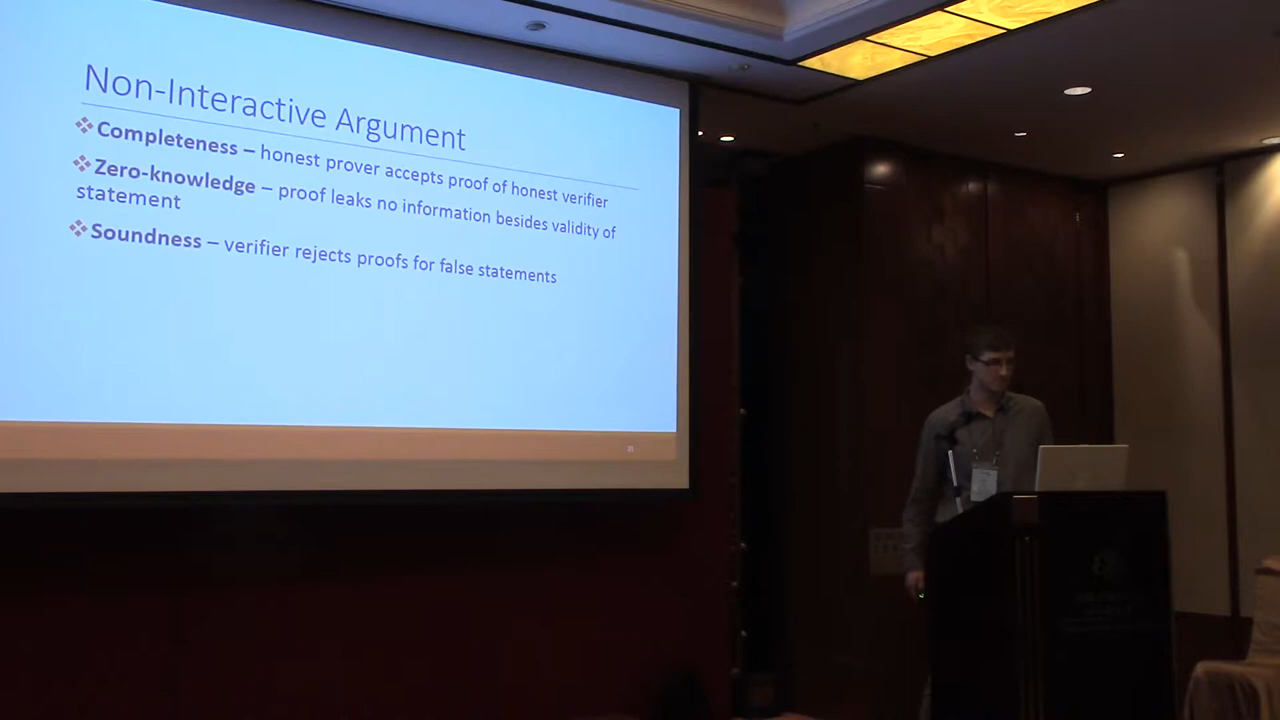 Non-Interactive Argument
❖Completeness – honest prover accepts proof of honest verifier
❖Zero-knowledge – proof leaks no information besides validity of
statement
❖Soundness – verifier rejects proofs for false statements